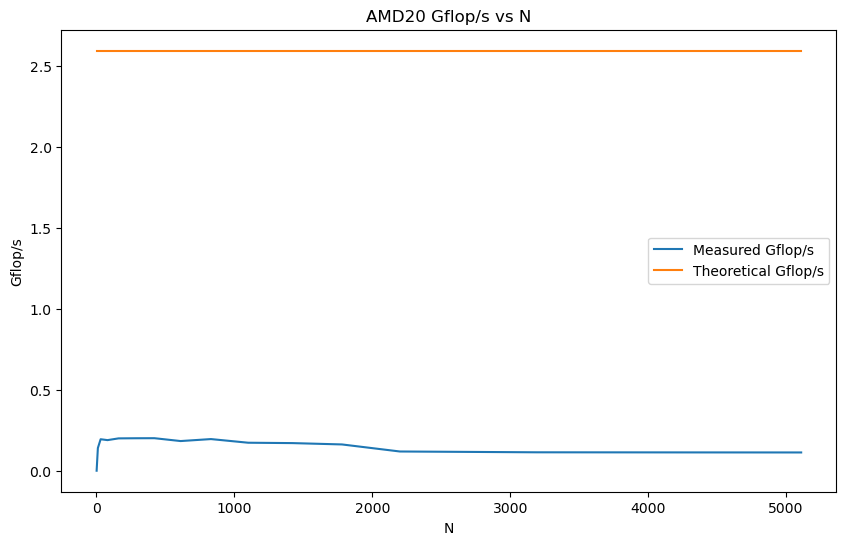 AMD20 Gflop/s vs N
Gflop/s
2.5
2.0
1.5
1.0
0.5
0.0
Measured Gflop/s
Theoretical Gflop/s
0 1000 2000 3000 4000 5000
N